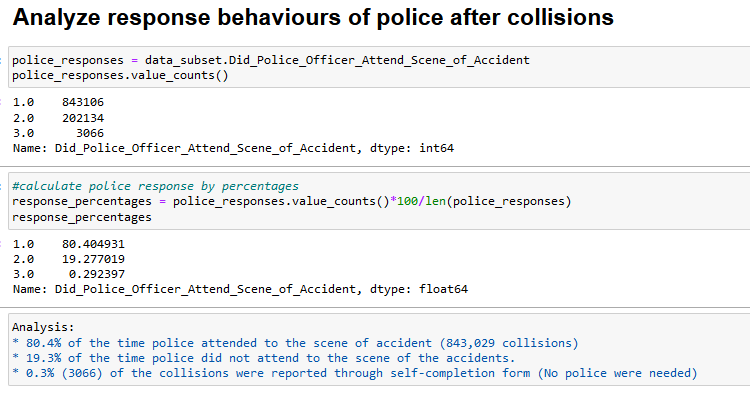 Analyze response behaviours of police after collisions
police_responses = data_subset.Did_Police_Officer_Attend_Scene_of_Accident
police_responses.value_counts()
1.0    843106
2.0    202134
3.0      3066
Name: Did_Police_Officer_Attend_Scene_of_Accident, dtype: int64
#calculate police response by percentages
response_percentages = police_responses.value_counts()*100/len(police_responses)
response_percentages
1.0    80.404931
2.0    19.277019
3.0     0.292397
Name: Did_Police_Officer_Attend_Scene_of_Accident, dtype: float64
Analysis:
* 80.4% of the time police attended to the scene of accident (843,029 collisions)
* 19.3% of the time police did not attend to the scene of the accidents.
* 0.3% (3066) of the collisions were reported through self-completion form (No police were needed)